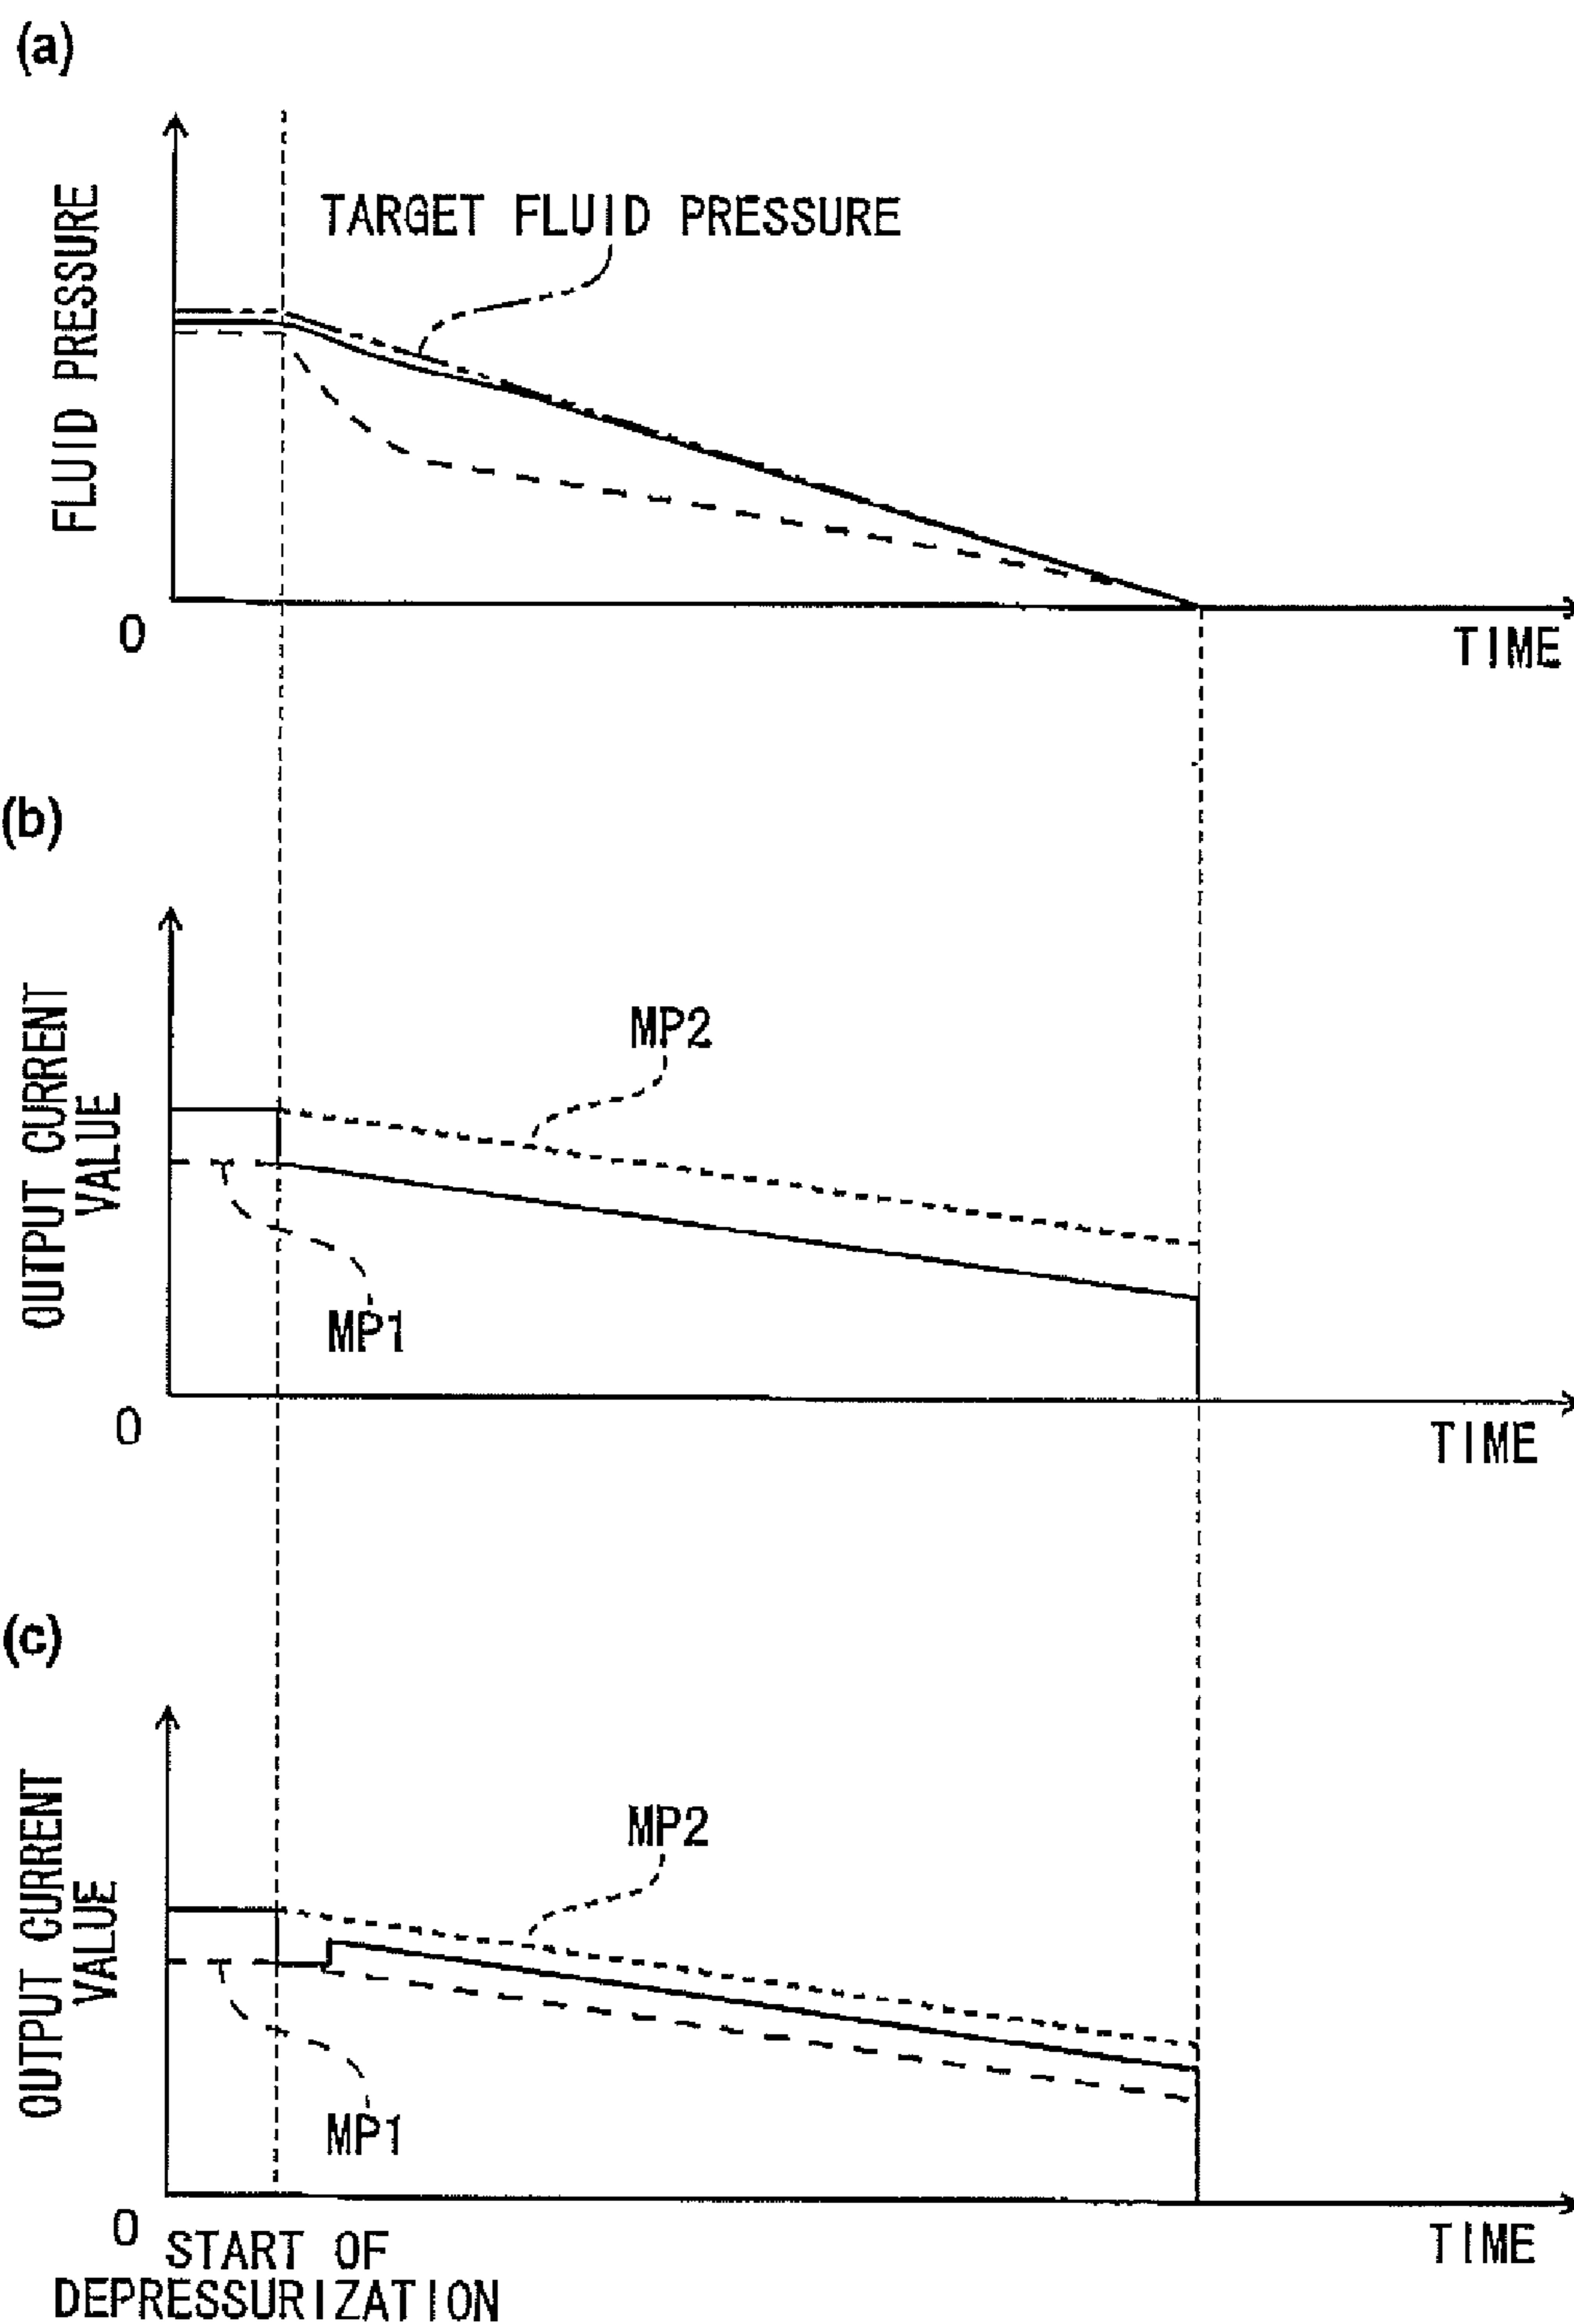 (a)
FLUID PRESSURE
TARGET FLUID PRESSURE
0
TIME
(b)
OUTPUT CURRENT
VALUE
MP2
MP1
0
TIME
(c)
OUTPUT CURRENT
VALUE
MP2
MP1
0
TIME
START OF
DEPRESSURIZATION